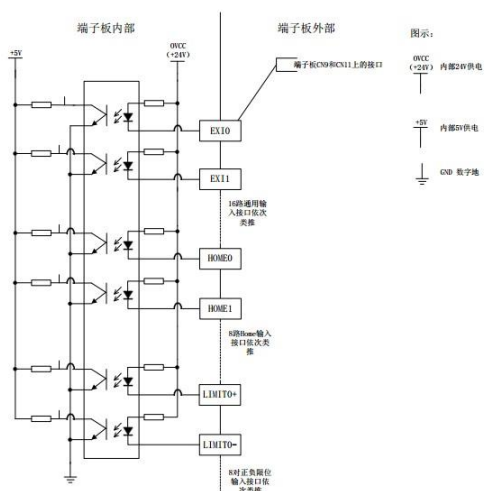 端子板内部
端子板外部
图示:
+5V
OVCC
(+24V)
端子板CN9和CN11上的接口
OVCC
(+24V)
内部24V供电
+5V
内部5V供电
GND 数字地
EXI0
EXI1
16路通用输
入接口依次
类推
HOME0
HOME1
8路Home输入
接口依次类
推
LIMIT0+
LIMIT0-
8对正负限位
输入接口依
次类推